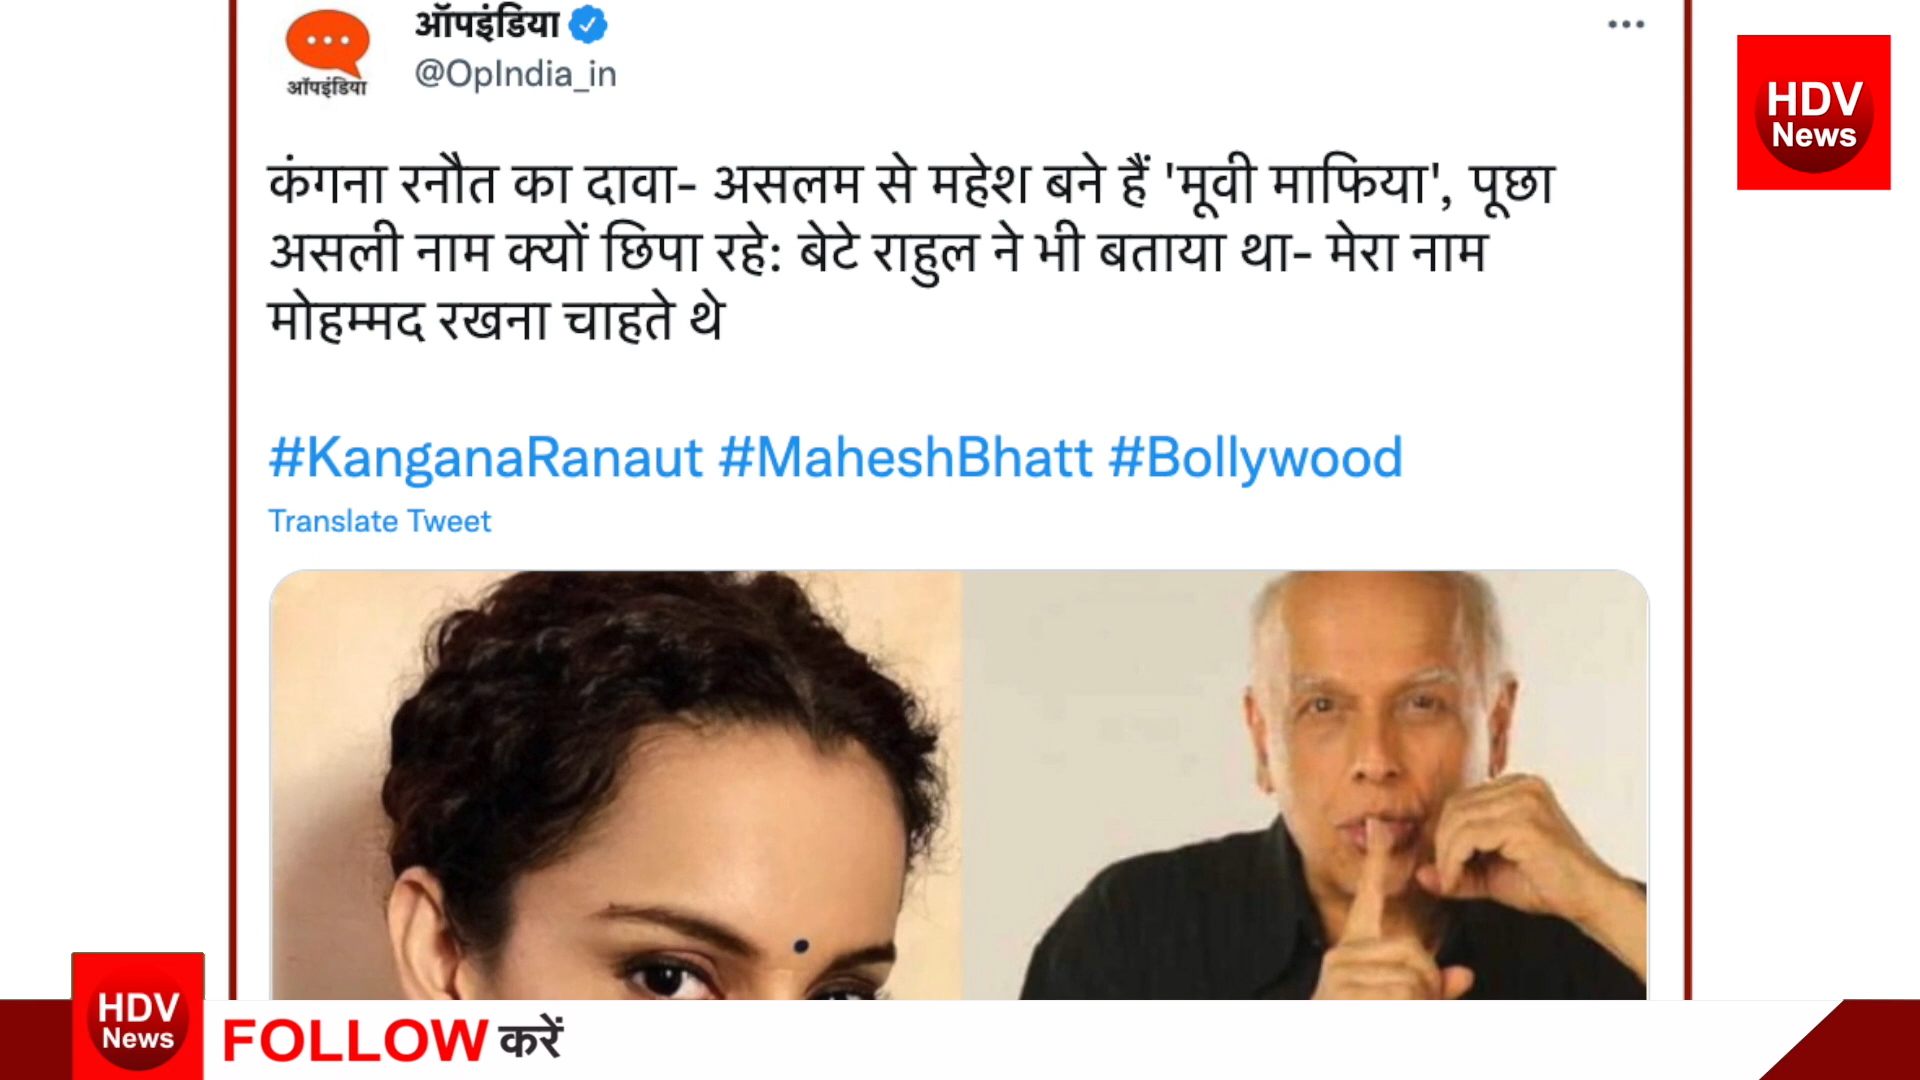 ऑपइंडिया
@OpIndia_in
ऑपइंडिया
HDV
News
कंगना रनौत का दावा- असलम से महेश बने हैं 'मूवी माफिया', पूछा
असली नाम क्यों छिपा रहे: बेटे राहुल ने भी बताया था- मेरा नाम
मोहम्मद रखना चाहते थे
#KanganaRanaut #MaheshBhatt #Bollywood
Translate Tweet
HDV
News
FOLLOW करें